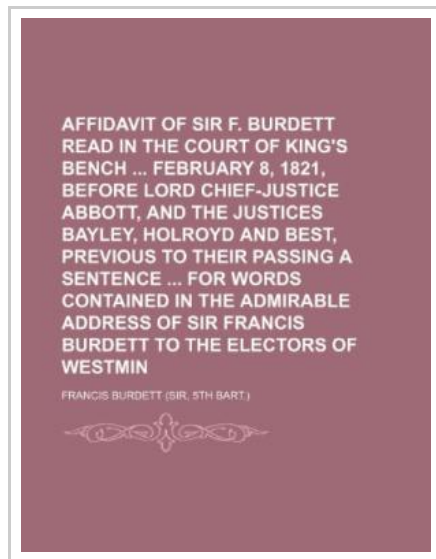 AFFIDAVIT OF SIR F. BURDETT
READ IN THE COURT OF KING'S
BENCH ... FEBRUARY 8, 1821,
BEFORE LORD CHIEF-JUSTICE
ABBOTT, AND THE JUSTICES
BAYLEY, HOLROYD AND BEST,
PREVIOUS TO THEIR PASSING A
SENTENCE ... FOR WORDS
CONTAINED IN THE ADMIRABLE
ADDRESS OF SIR FRANCIS
BURDETT TO THE ELECTORS OF
WESTMIN
FRANCIS BURDETT (SIR, 5TH BART.)